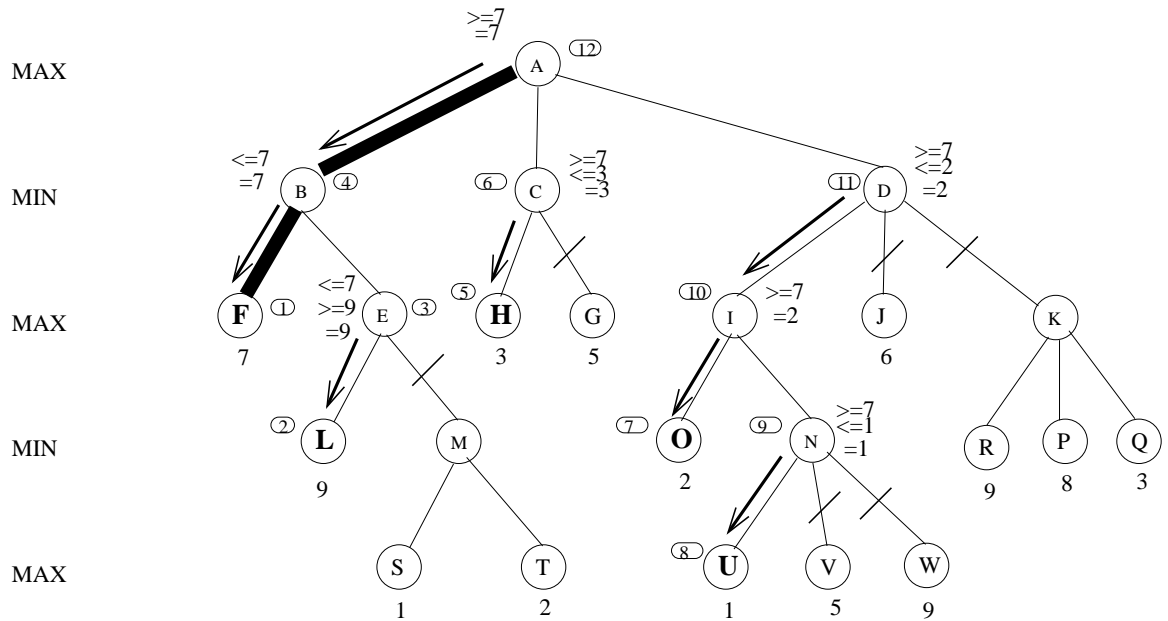 >=7
=7
12
MAX
A
<=7
=7
>=7
<=3
=3
>=7
<=2
=2
MIN
B
4
6
C
11
D
<=7
>=9
=9
>=7
=2
MAX
F
1
E
3
5
H
G
10
I
J
K
7
3
5
6
>=7
<=1
=1
MIN
2
L
M
7
O
9
N
R
P
Q
9
2
9
8
3
MAX
S
T
8
U
V
W
1
2
1
5
9